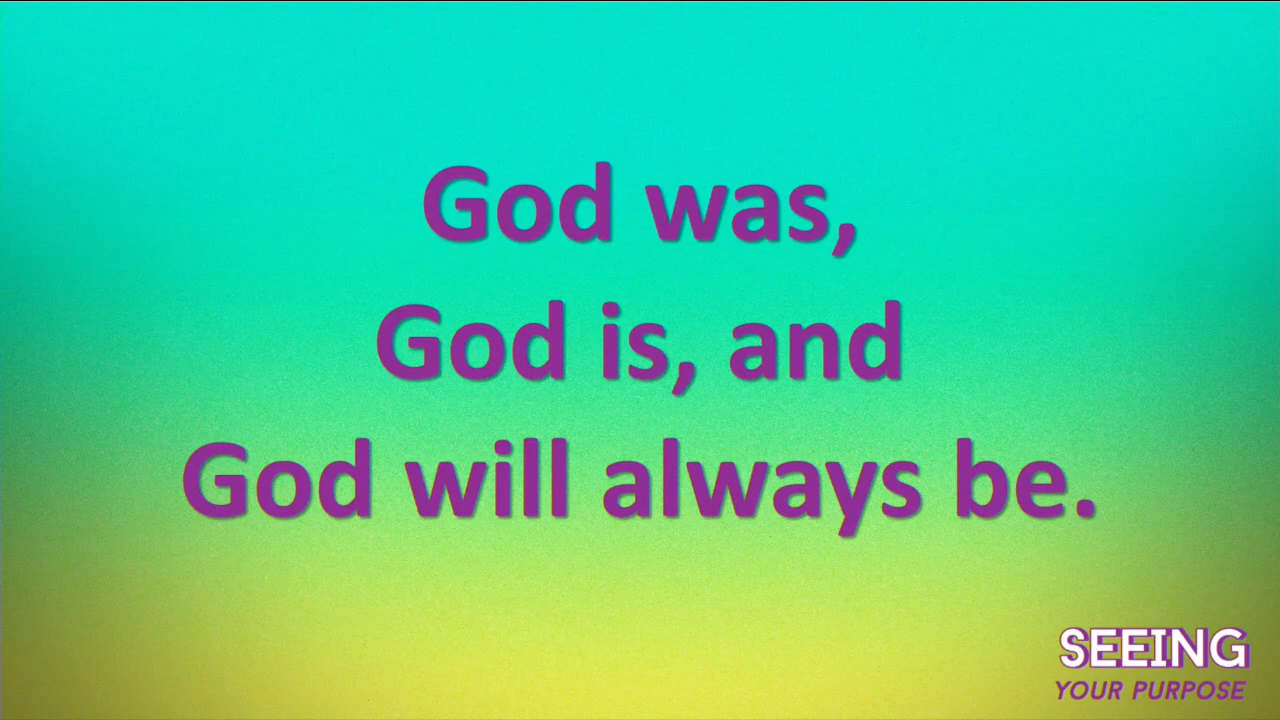 God was,
God is, and
God will always be.
SEEING
YOUR PURPOSE